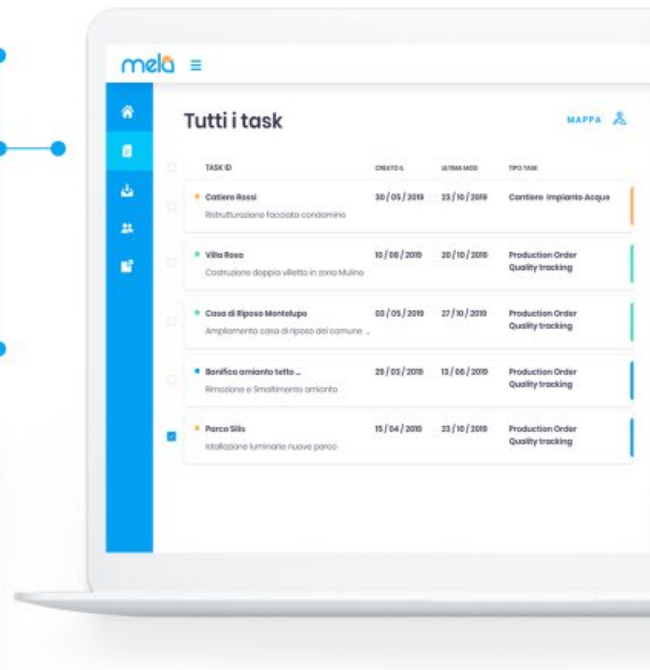 mela
Tutti i task
MAPPA
TASK ID CREATO IL ULTIMA MOD TIPO TASK
Catiere Rossi 30/05/2019 23/10/2019 Cantiere Impianto Acqua
Ristrutturazione facciata condominio
Villa Rosa 10/08/2019 20/10/2019 Production Order
Costruzione doppia villetta in zona Mulino Quality tracking
Casa di Riposo Montelupo 03/05/2019 27/10/2019 Production Order
Ampliamento casa di riposo del comune .. Quality tracking
Bonifica amianto tetto ... 29/03/2019 13/06/2019 Production Order
Rimozione e Smaltimento amianto Quality tracking
Parco Silis 15/04/2019 23/10/2019 Production Order
Istallazione luminarie nuovo parco Quality tracking